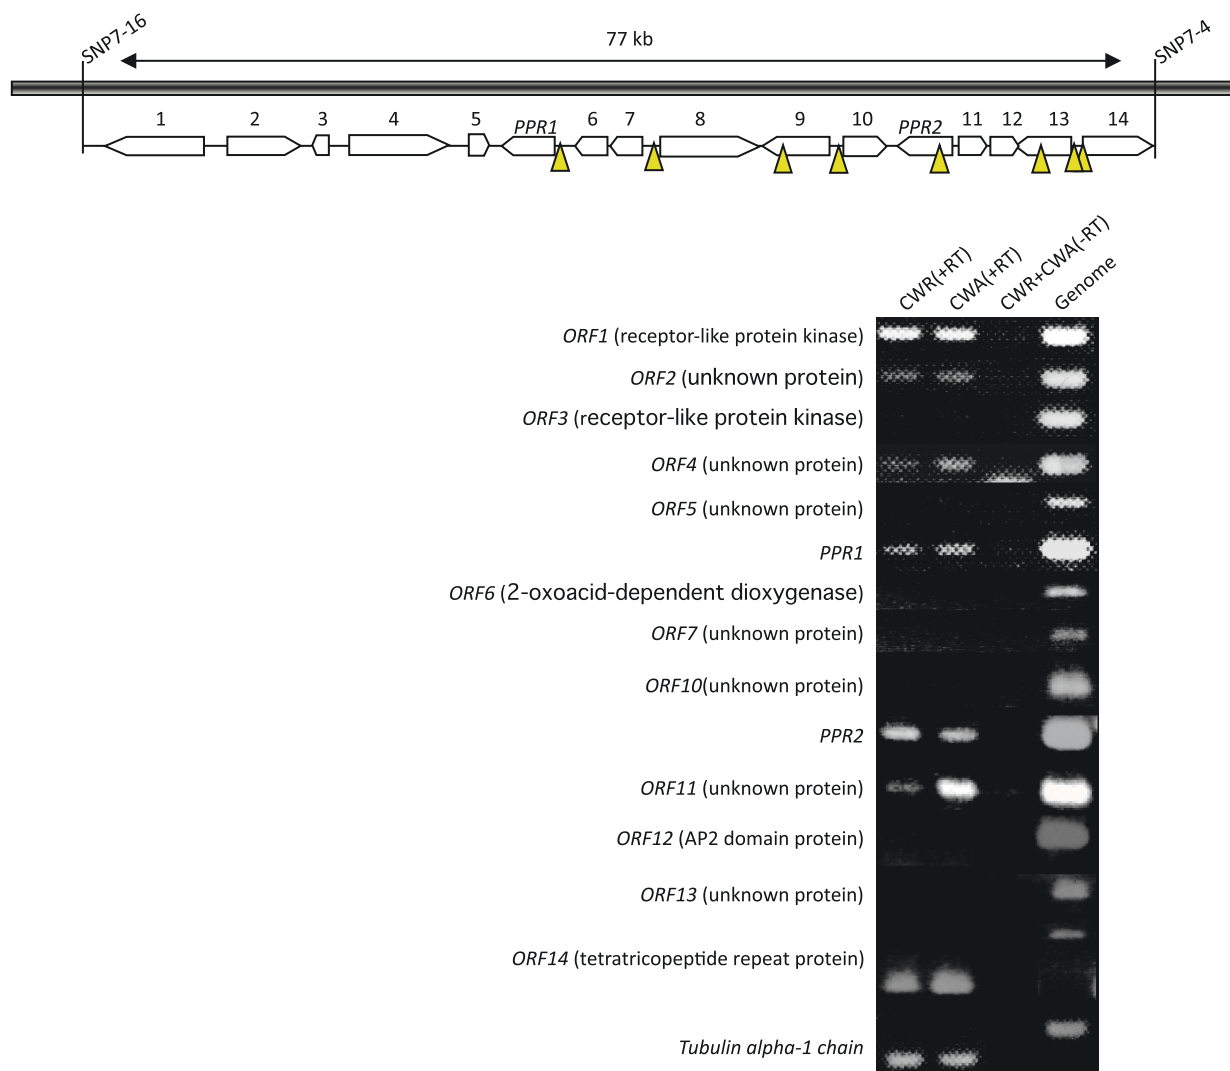 SNP7-16
77 kb
SNP7-4
1 2 3 4 5 PPR1 6 7 8 9 10 PPR2 11 12 13 14
CWR(+RT)
CWA(+RT)
CWR+CWA(-RT)
Genome
ORF1 (receptor-like protein kinase)
ORF2 (unknown protein)
ORF3 (receptor-like protein kinase)
ORF4 (unknown protein)
ORF5 (unknown protein)
PPR1
ORF6 (2-oxoacid-dependent dioxygenase)
ORF7 (unknown protein)
ORF10(unknown protein)
PPR2
ORF11 (unknown protein)
ORF12 (AP2 domain protein)
ORF13 (unknown protein)
ORF14 (tetratricopeptide repeat protein)
Tubulin alpha-1 chain